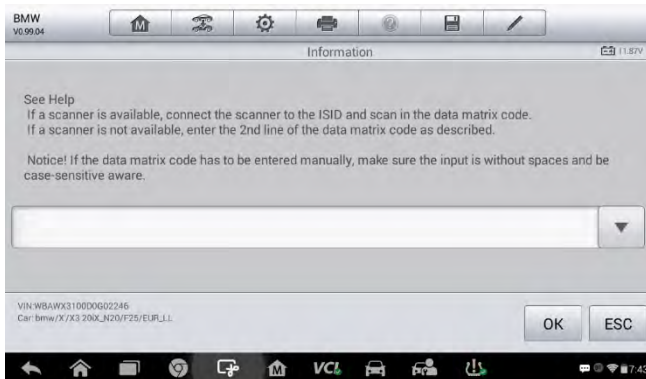 BMW
V0.99.04
Information
11.87V
See Help
If a scanner is available, connect the scanner to the ISID and scan in the data matrix code.
If a scanner is not available, enter the 2nd line of the data matrix code as described.
Notice! If the data matrix code has to be entered manually, make sure the input is without spaces and be
case-sensitive aware.
VIN:WBAWX3100D0G02246
Car: bmw/X'/X3 20iX_N20/F25/EUR_LL
OK
ESC
M
VCI
7:43